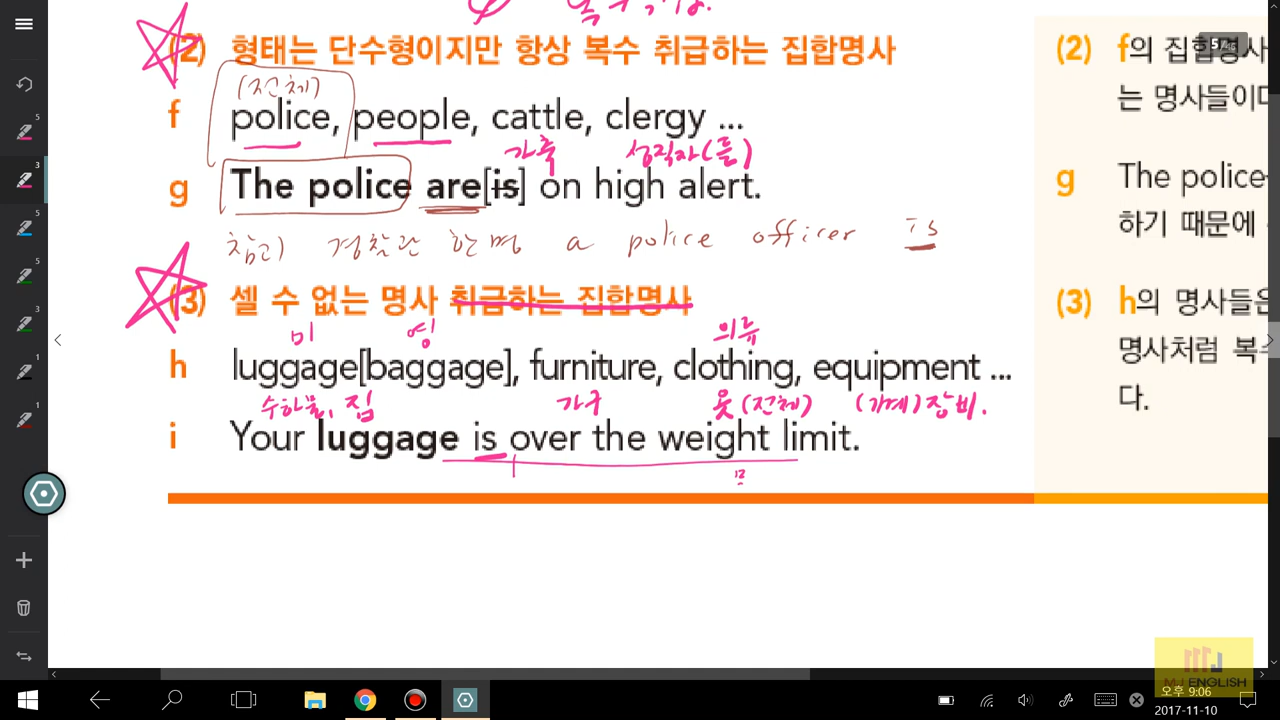 (2) 형태는 단수형이지만 항상 복수 취급하는 집합명사
(전체)
f police, people, cattle, clergy ...
가축 성직자(들)
g The police are[is] on high alert.
참고) 경찰관 한명 a police officer is
(3) 셀 수 없는 명사 취급하는 집합명사
미 영 의류
h luggage[baggage], furniture, clothing, equipment ...
수하물, 짐 가구 옷(전체) (기계)장비.
i Your luggage is over the weight limit.
(2) f의 집합명사
는 명사들이다
g The police
하기 때문에
(3) h의 명사들은
명사처럼 복수
다.
MJ ENGLISH
오후 9:06
2017-11-10